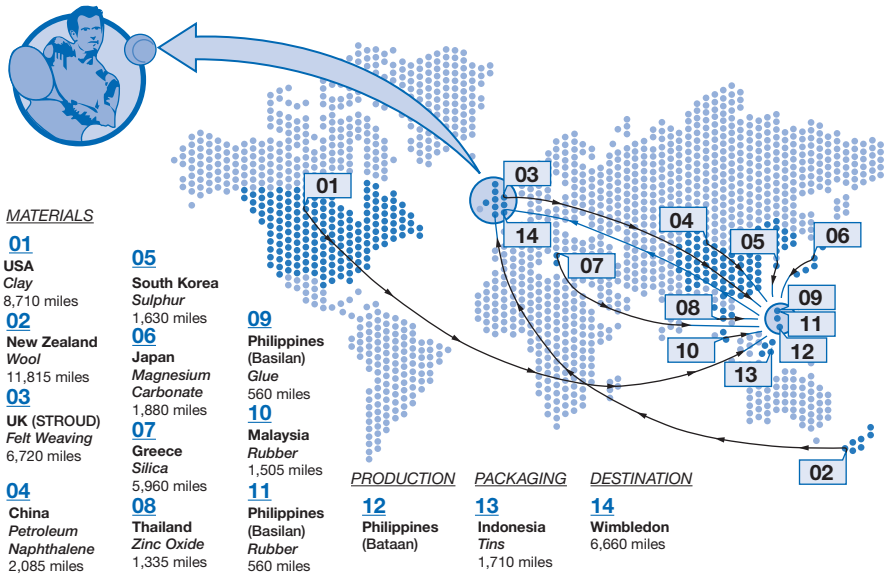 01
03
14
04
05
06
07
08
09
11
10
12
13
02
MATERIALS
01
USA
Clay
8,710 miles
02
New Zealand
Wool
11,815 miles
03
UK (STROUD)
Felt Weaving
6,720 miles
04
China
Petroleum
Naphthalene
2,085 miles
05
South Korea
Sulphur
1,630 miles
06
Japan
Magnesium
Carbonate
1,880 miles
07
Greece
Silica
5,960 miles
08
Thailand
Zinc Oxide
1,335 miles
09
Philippines
(Basilan)
Glue
560 miles
10
Malaysia
Rubber
1,505 miles
11
Philippines
(Basilan)
Rubber
560 miles
PRODUCTION
12
Philippines
(Bataan)
PACKAGING
13
Indonesia
Tins
1,710 miles
DESTINATION
14
Wimbledon
6,660 miles